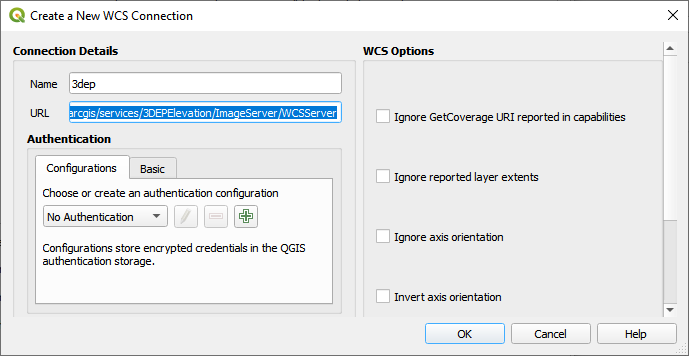 Create a New WCS Connection
Connection Details
Name 3dep
URL arcgis/services/3DEPElevation/ImageServer/WCSServer
Authentication
Configurations Basic
Choose or create an authentication configuration
No Authentication
Configurations store encrypted credentials in the QGIS
authentication storage.
WCS Options
Ignore GetCoverage URI reported in capabilities
Ignore reported layer extents
Ignore axis orientation
Invert axis orientation
OK Cancel Help